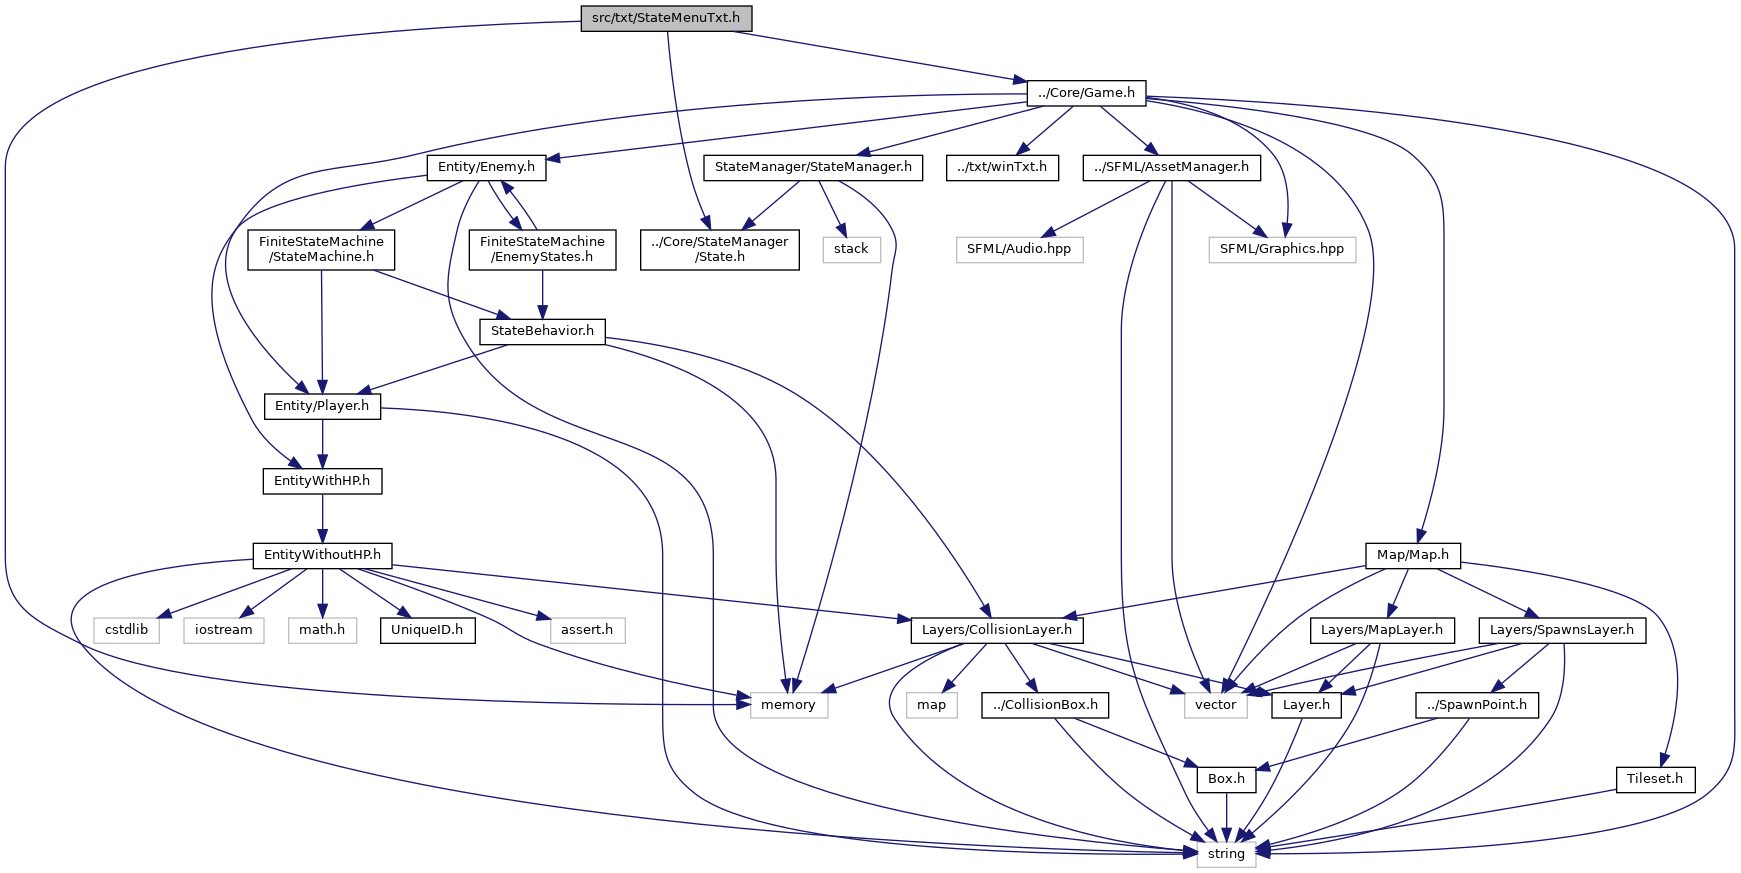 src/txt/StateMenuTxt.h
../Core/Game.h
Entity/Enemy.h
StateManager/StateManager.h
../txt/winTxt.h
../SFML/AssetManager.h
FiniteStateMachine
/StateMachine.h
FiniteStateMachine
/EnemyStates.h
../Core/StateManager
/State.h
stack
SFML/Audio.hpp
SFML/Graphics.hpp
StateBehavior.h
Entity/Player.h
EntityWithHP.h
EntityWithoutHP.h
Map/Map.h
cstdlib
iostream
math.h
UniqueID.h
assert.h
Layers/CollisionLayer.h
Layers/MapLayer.h
Layers/SpawnsLayer.h
memory
map
../CollisionBox.h
vector
Layer.h
../SpawnPoint.h
Box.h
Tileset.h
string